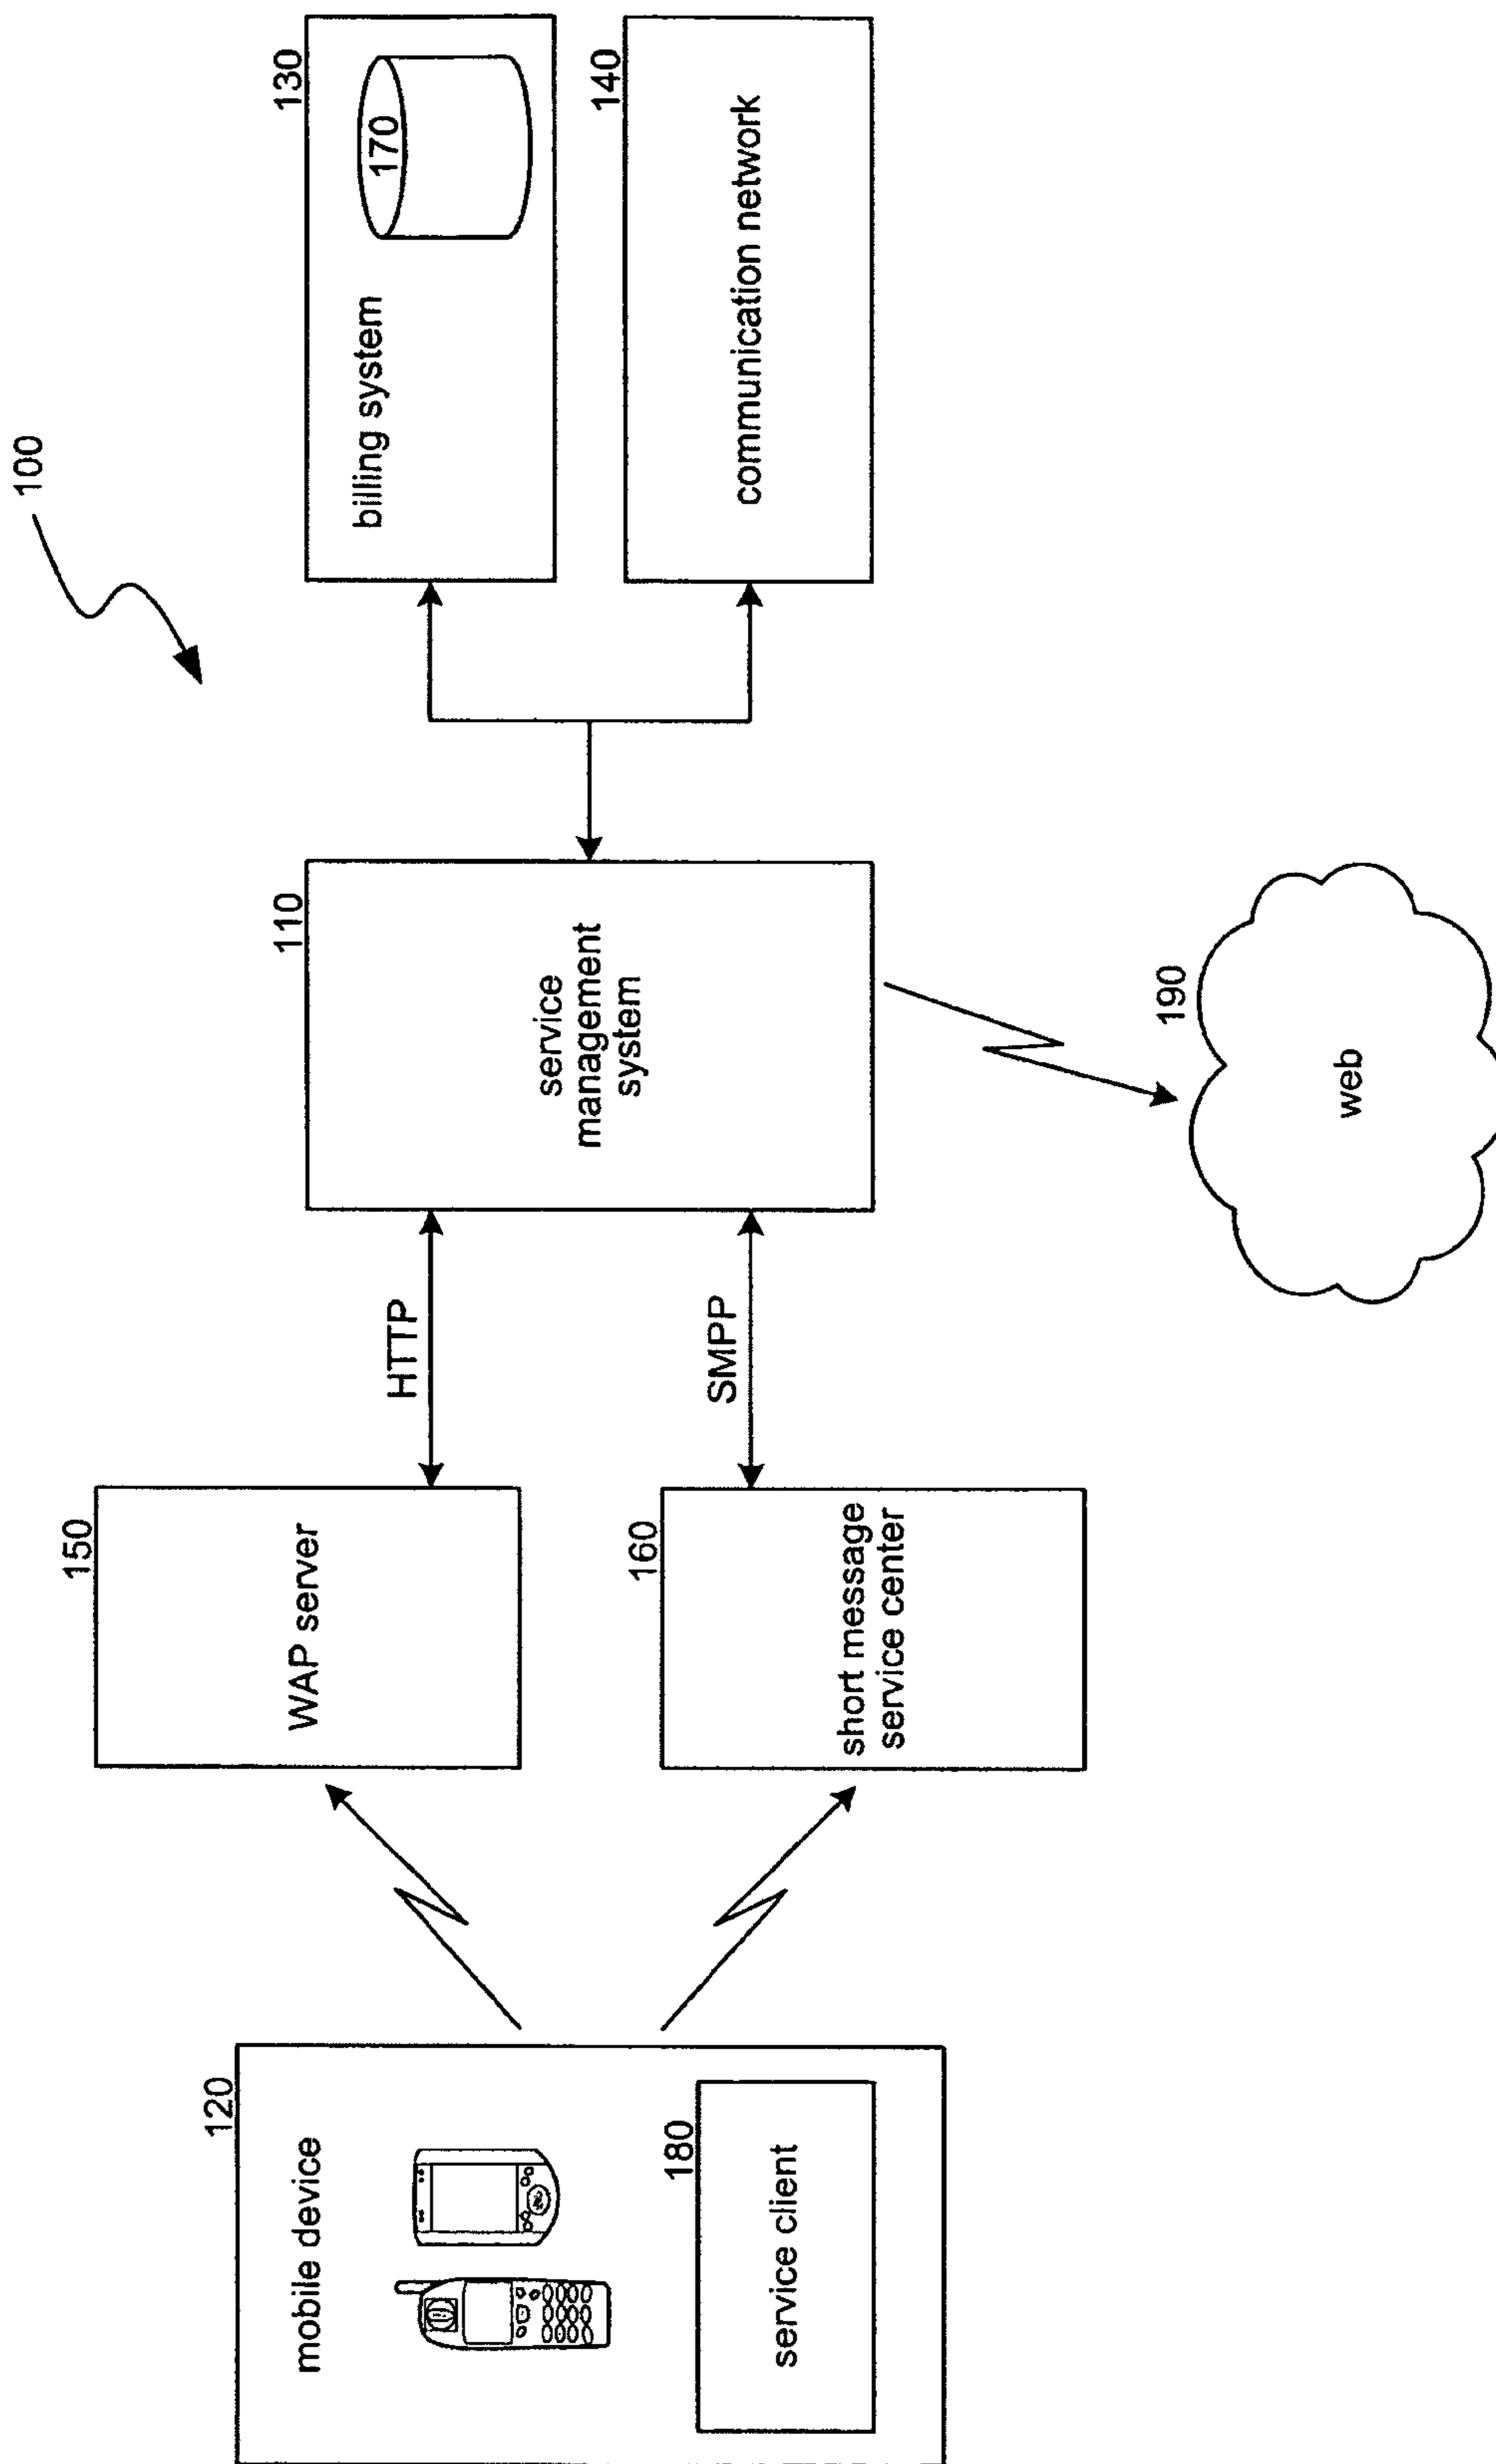 100
120
mobile device
180
service client
150
WAP server
160
short message
service center
HTTP
SMPP
110
service
management
system
130
billing system
170
140
communication network
190
web